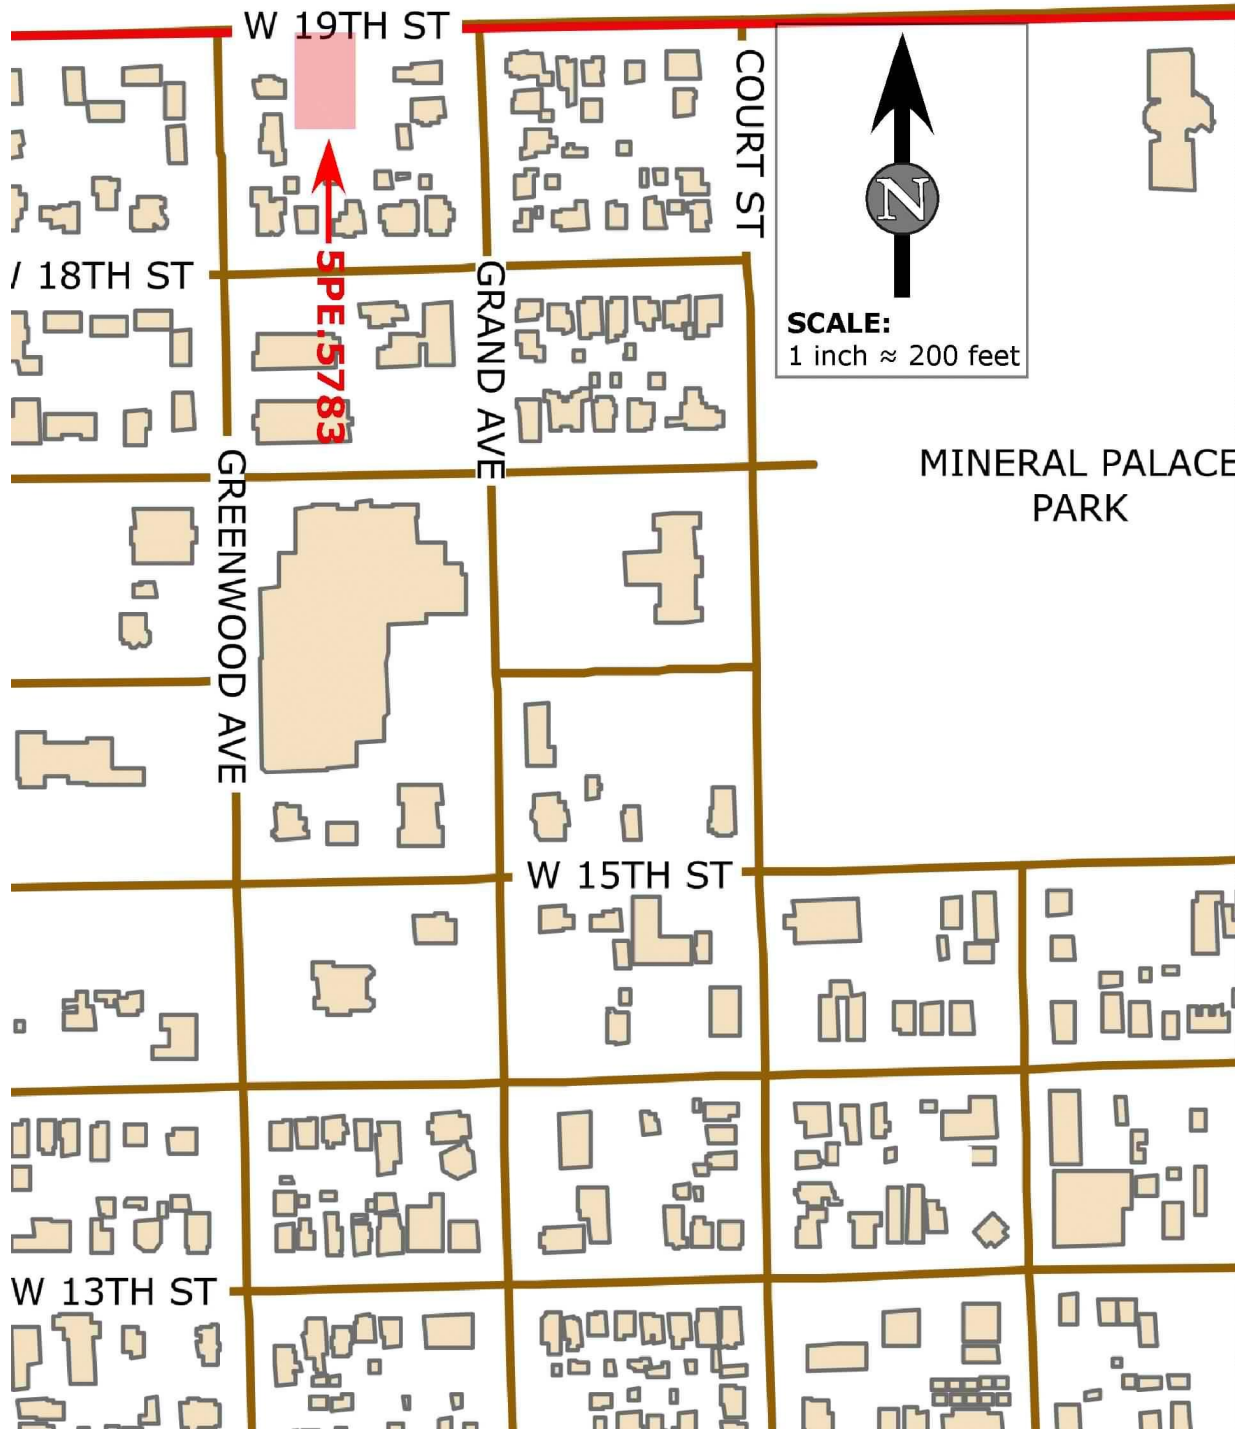 W 19TH ST
COURT ST
N
W 18TH ST
5PE.5783
GRAND AVE
SCALE:
1 inch ≈ 200 feet
GREENWOOD AVE
MINERAL PALACE
PARK
W 15TH ST
W 13TH ST